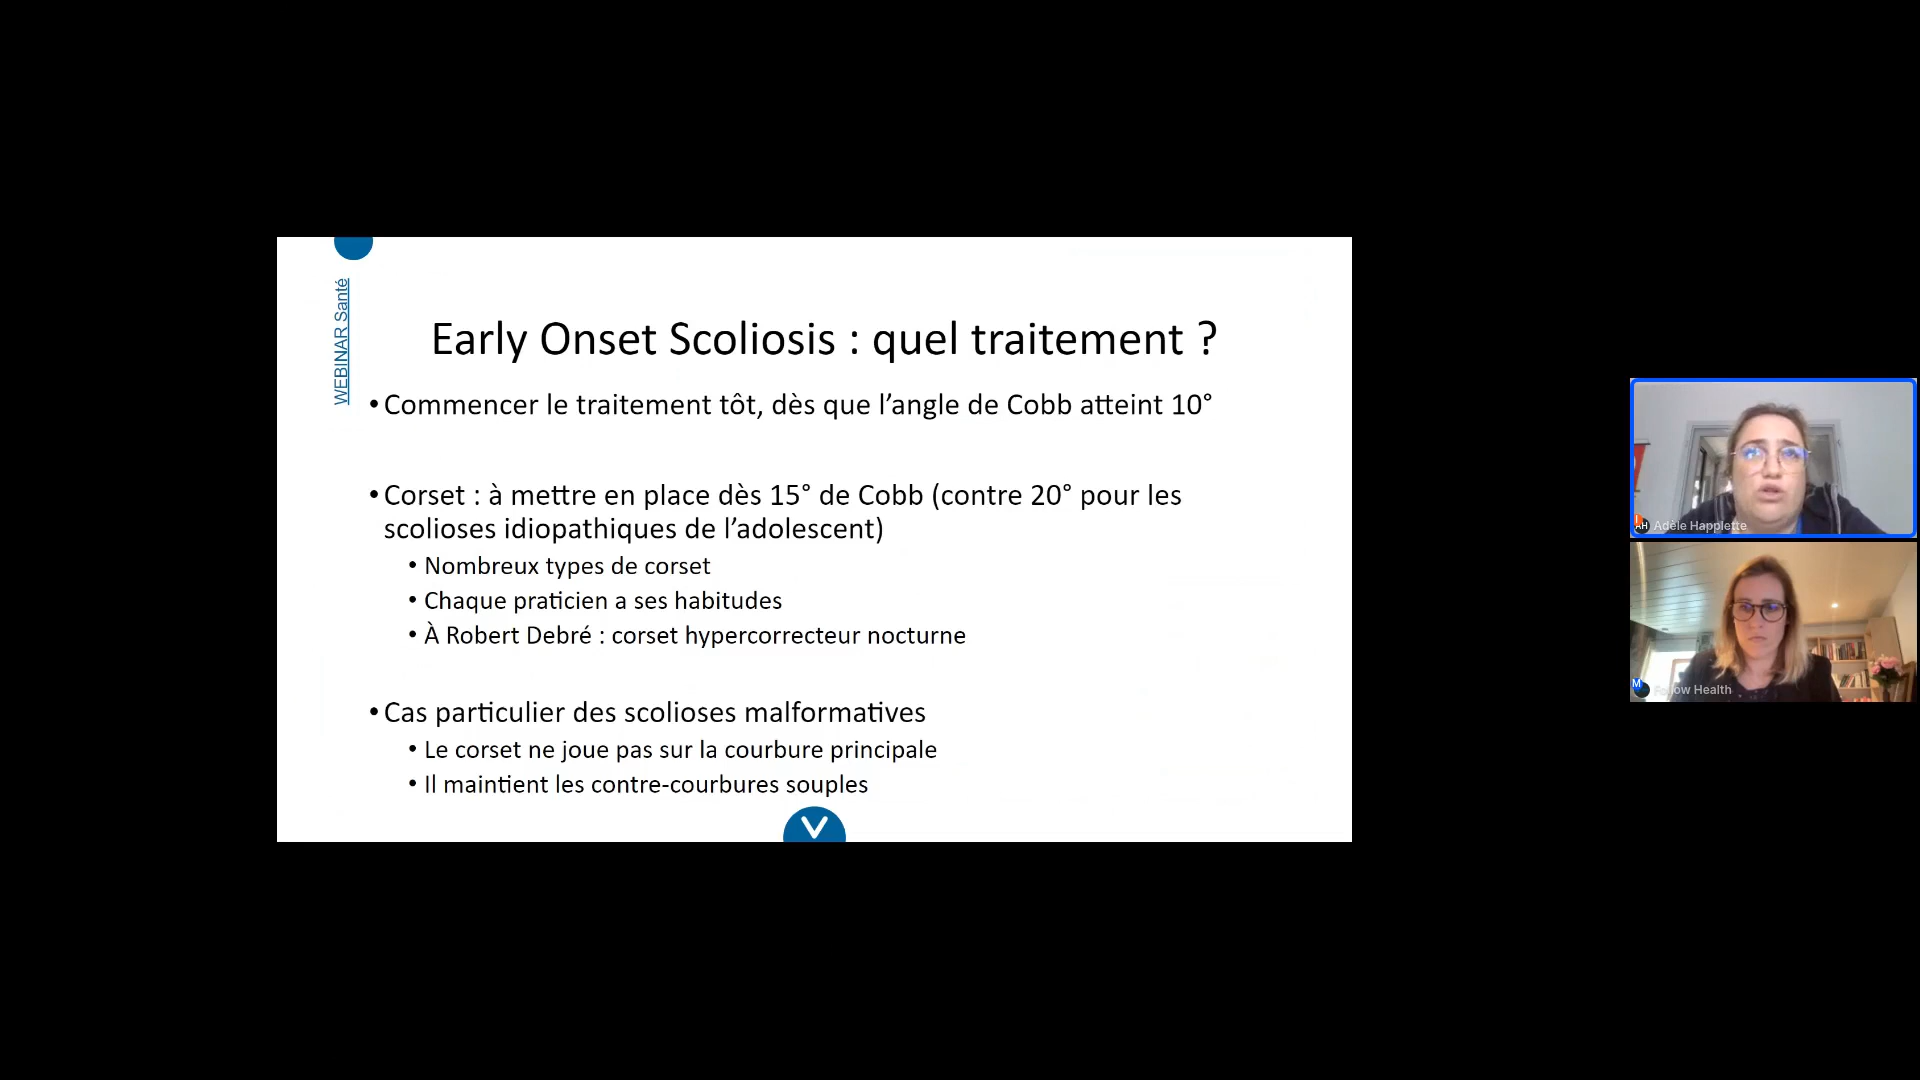 WEBINAR Santé
Early Onset Scoliosis : quel traitement ?
•Commencer le traitement tôt, dès que l’angle de Cobb atteint 10°
•Corset : à mettre en place dès 15° de Cobb (contre 20° pour les
scolioses idiopathiques de l’adolescent)
• Nombreux types de corset
• Chaque praticien a ses habitudes
• À Robert Debré : corset hypercorrecteur nocturne
•Cas particulier des scolioses malformatives
• Le corset ne joue pas sur la courbure principale
• Il maintient les contre-courbures souples
AH Adèle Happlette
M Follow Health